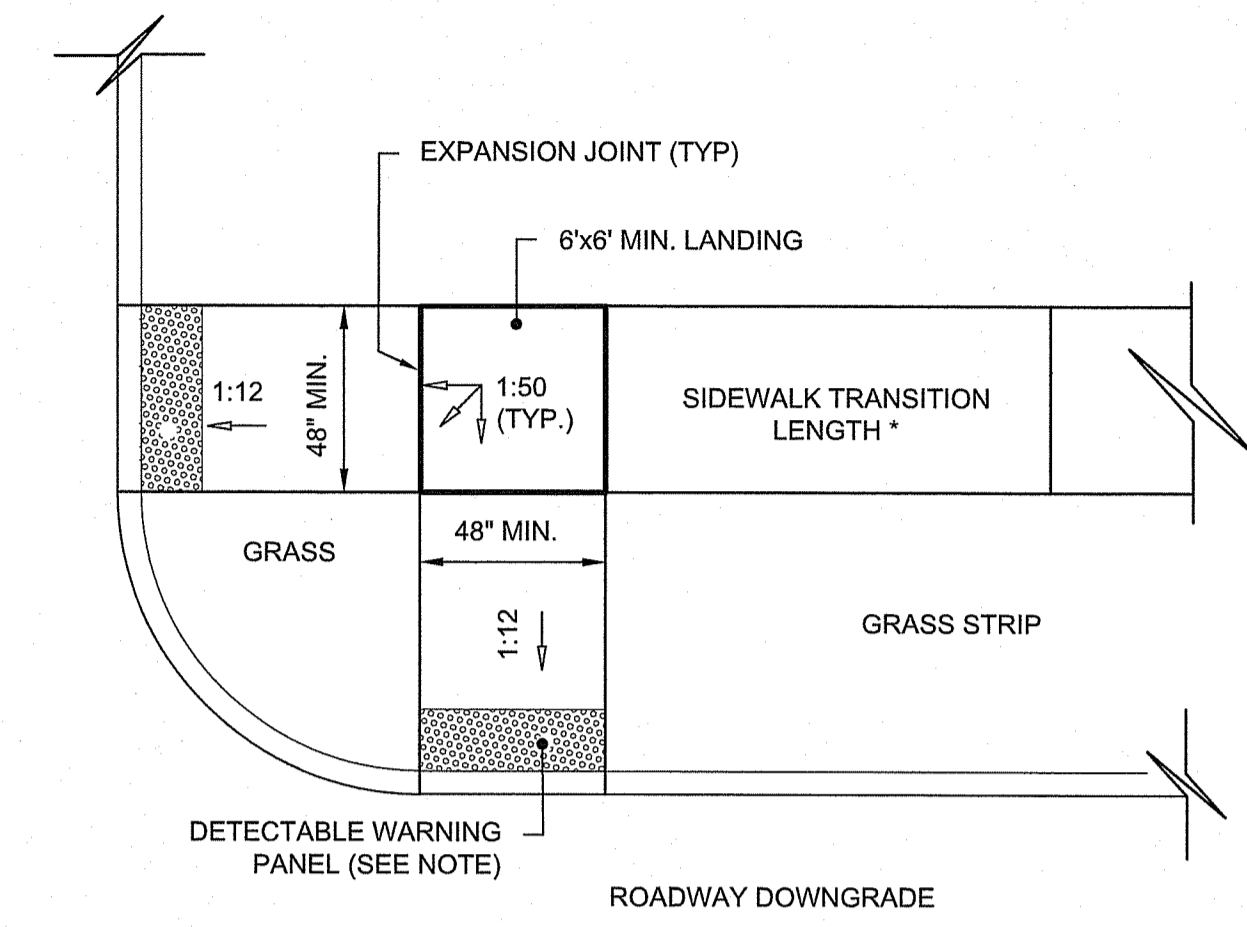 EXPANSION JOINT (TYP)
6'x6' MIN. LANDING
1:12
48" MIN.
1:50
(TYP.)
SIDEWALK TRANSITION
LENGTH *
GRASS
48" MIN.
1:12
GRASS STRIP
DETECTABLE WARNING
PANEL (SEE NOTE)
ROADWAY DOWNGRADE